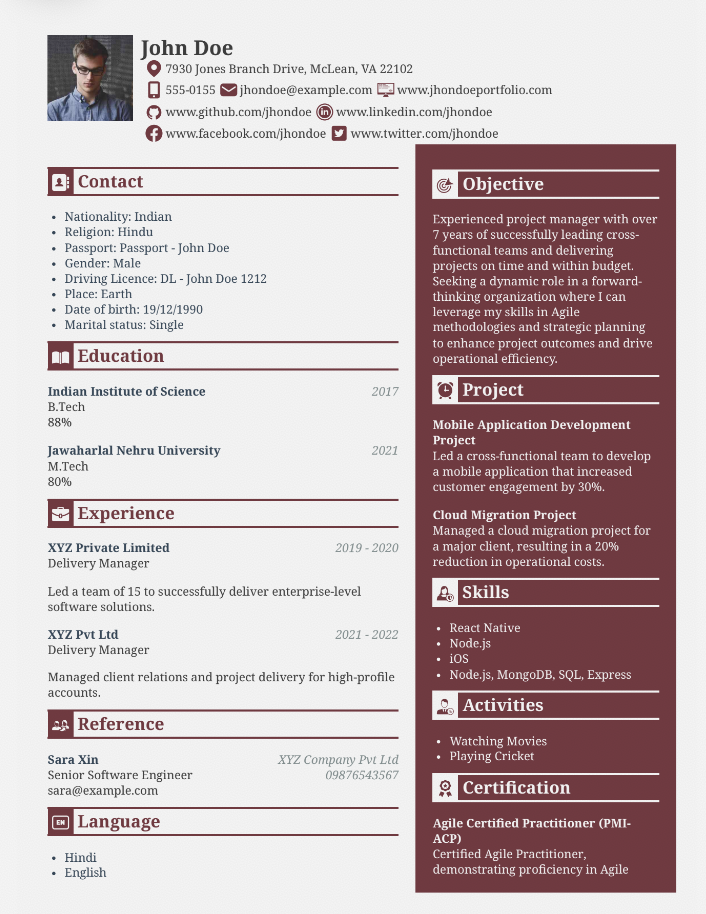 John Doe
7930 Jones Branch Drive, McLean, VA 22102
555-0155 jhondoe@example.com www.jhondoeportfolio.com
www.github.com/jhondoe www.linkedin.com/jhondoe
www.facebook.com/jhondoe www.twitter.com/jhondoe
Contact
• Nationality: Indian
• Religion: Hindu
• Passport: Passport - John Doe
• Gender: Male
• Driving Licence: DL - John Doe 1212
• Place: Earth
• Date of birth: 19/12/1990
• Marital status: Single
Education
Indian Institute of Science 2017
B.Tech
88%
Jawaharlal Nehru University 2021
M.Tech
80%
Experience
XYZ Private Limited 2019 - 2020
Delivery Manager
Led a team of 15 to successfully deliver enterprise-level
software solutions.
XYZ Pvt Ltd 2021 - 2022
Delivery Manager
Managed client relations and project delivery for high-profile
accounts.
Reference
Sara Xin XYZ Company Pvt Ltd
Senior Software Engineer 09876543567
sara@example.com
EN Language
• Hindi
• English
Objective
Experienced project manager with over
7 years of successfully leading cross-
functional teams and delivering
projects on time and within budget.
Seeking a dynamic role in a forward-
thinking organization where I can
leverage my skills in Agile
methodologies and strategic planning
to enhance project outcomes and drive
operational efficiency.
Project
Mobile Application Development
Project
Led a cross-functional team to develop
a mobile application that increased
customer engagement by 30%.
Cloud Migration Project
Managed a cloud migration project for
a major client, resulting in a 20%
reduction in operational costs.
Skills
• React Native
• Node.js
• iOS
• Node.js, MongoDB, SQL, Express
Activities
• Watching Movies
• Playing Cricket
Certification
Agile Certified Practitioner (PMI-
ACP)
Certified Agile Practitioner,
demonstrating proficiency in Agile